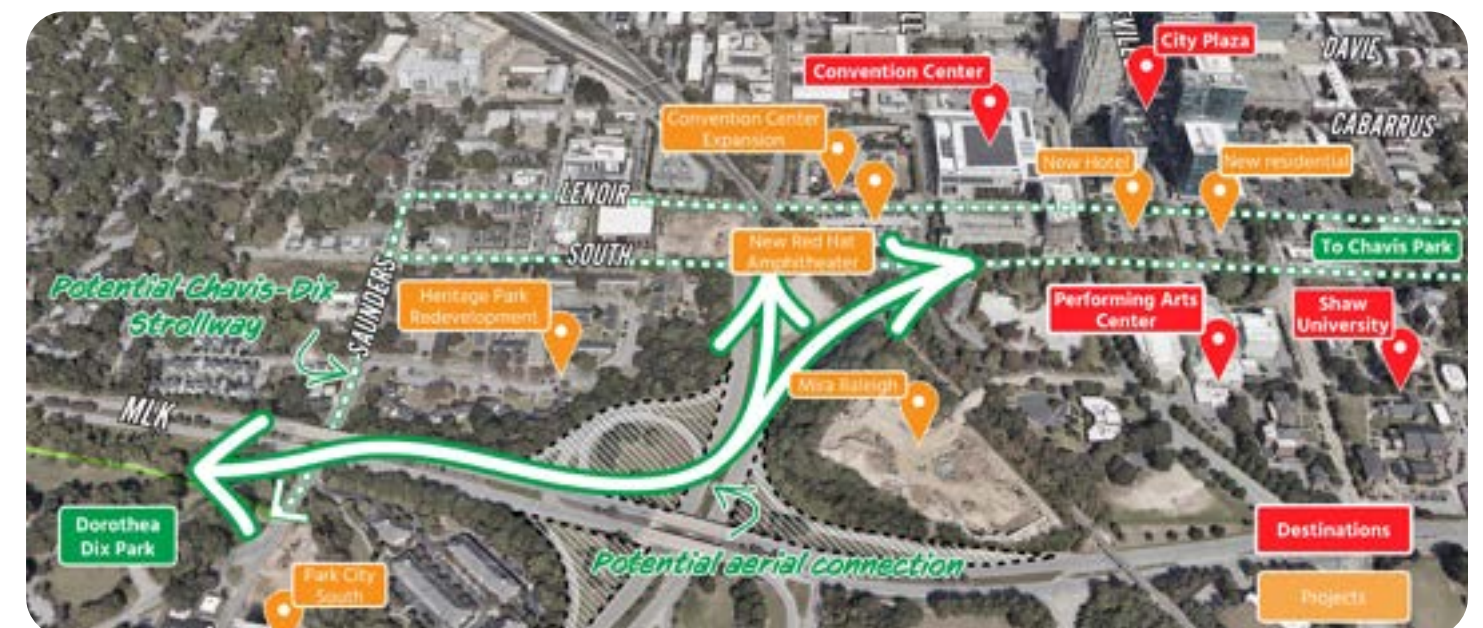 City Plaza
DAVIE
Convention Center
CABARRUS
Convention Center
Expansion
New Hotel
New residential
LENOIR
SOUTH
New Red Hat
Amphitheater
To Chavis Park
SAUNDERS
Potential Chavis-Dix
Strollway
Heritage Park
Redevelopment
Performing Arts
Center
Shaw
University
Mira Raleigh
MLK
Dorothea
Dix Park
Potential aerial connection
Park City
South
Destinations
Projects